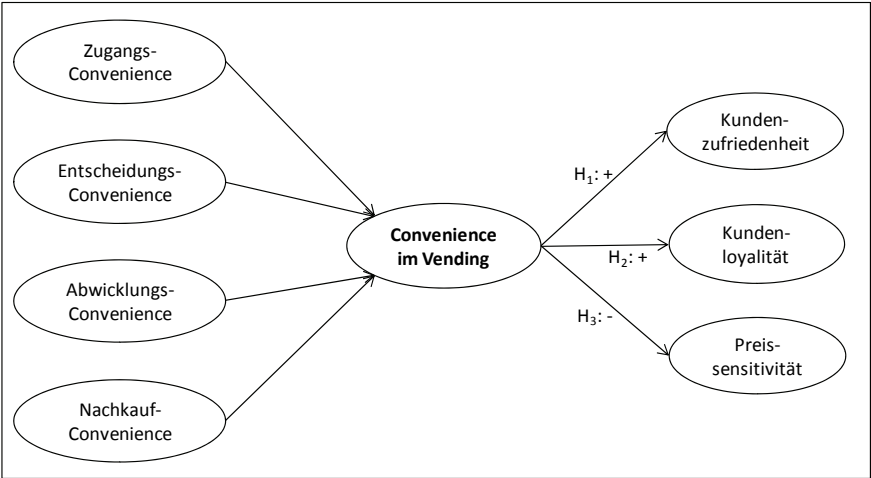 Zugangs-
Convenience
Entscheidungs-
Convenience
Abwicklungs-
Convenience
Nachkauf-
Convenience
Convenience
im Vending
H₁: +
H₂: +
H₃: -
Kunden-
zufriedenheit
Kunden-
loyalität
Preis-
sensitivität